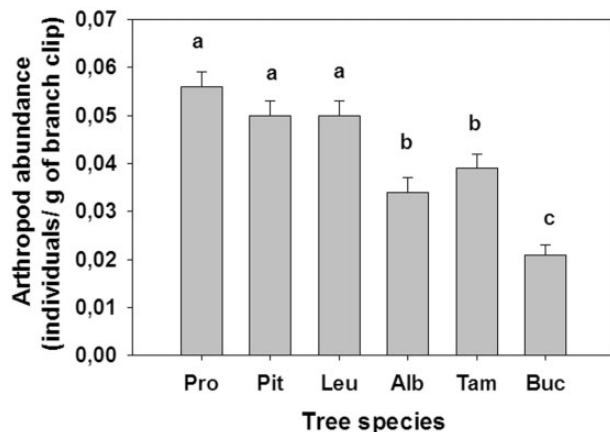 Arthropod abundance
(individuals/ g of branch clip)
0,07
0,06
0,05
0,04
0,03
0,02
0,01
0,00
a
a
a
b
b
c
Pro Pit Leu Alb Tam Buc
Tree species